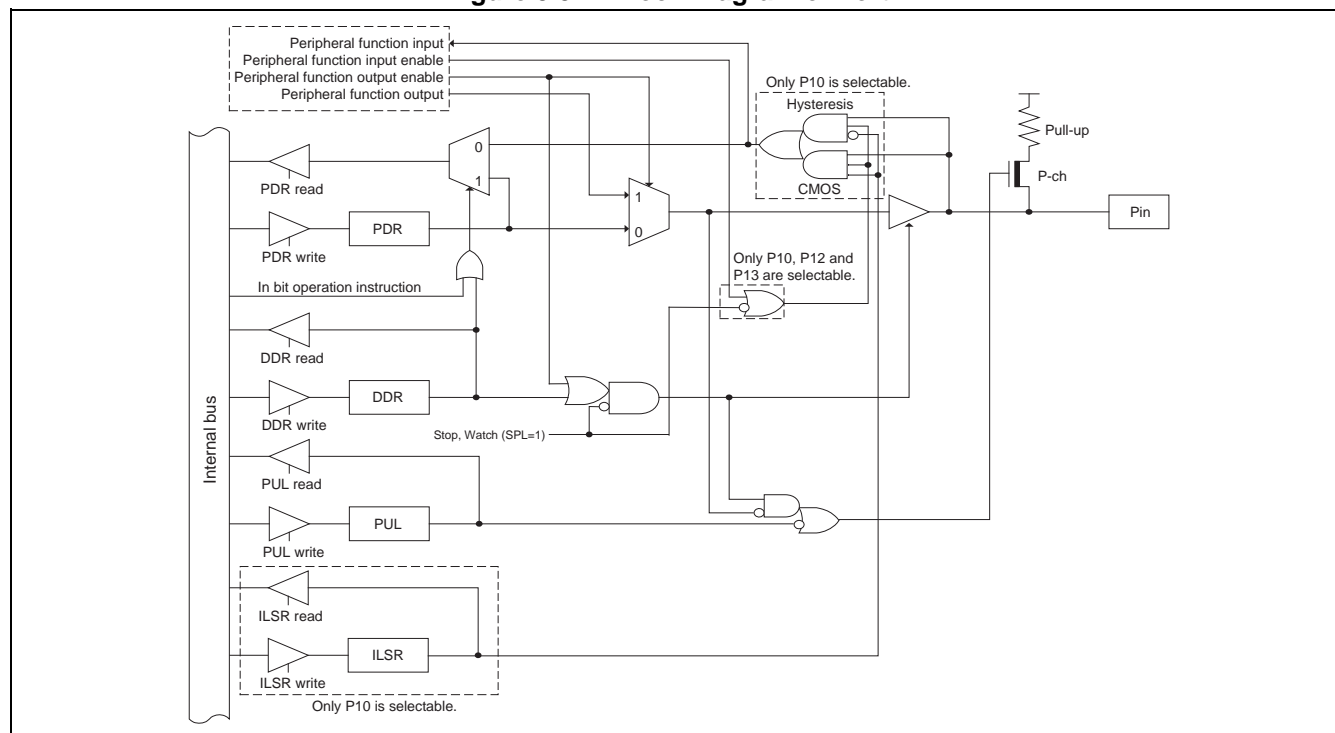 Peripheral function input
Peripheral function input enable
Peripheral function output enable
Peripheral function output
Only P10 is selectable.
Hysteresis
CMOS
Pull-up
P-ch
Pin
0
1
PDR read
1
0
PDR
PDR write
Only P10, P12 and
P13 are selectable.
In bit operation instruction
DDR read
DDR
DDR write
Stop, Watch (SPL=1)
Internal bus
PUL read
PUL
PUL write
ILSR read
ILSR
ILSR write
Only P10 is selectable.